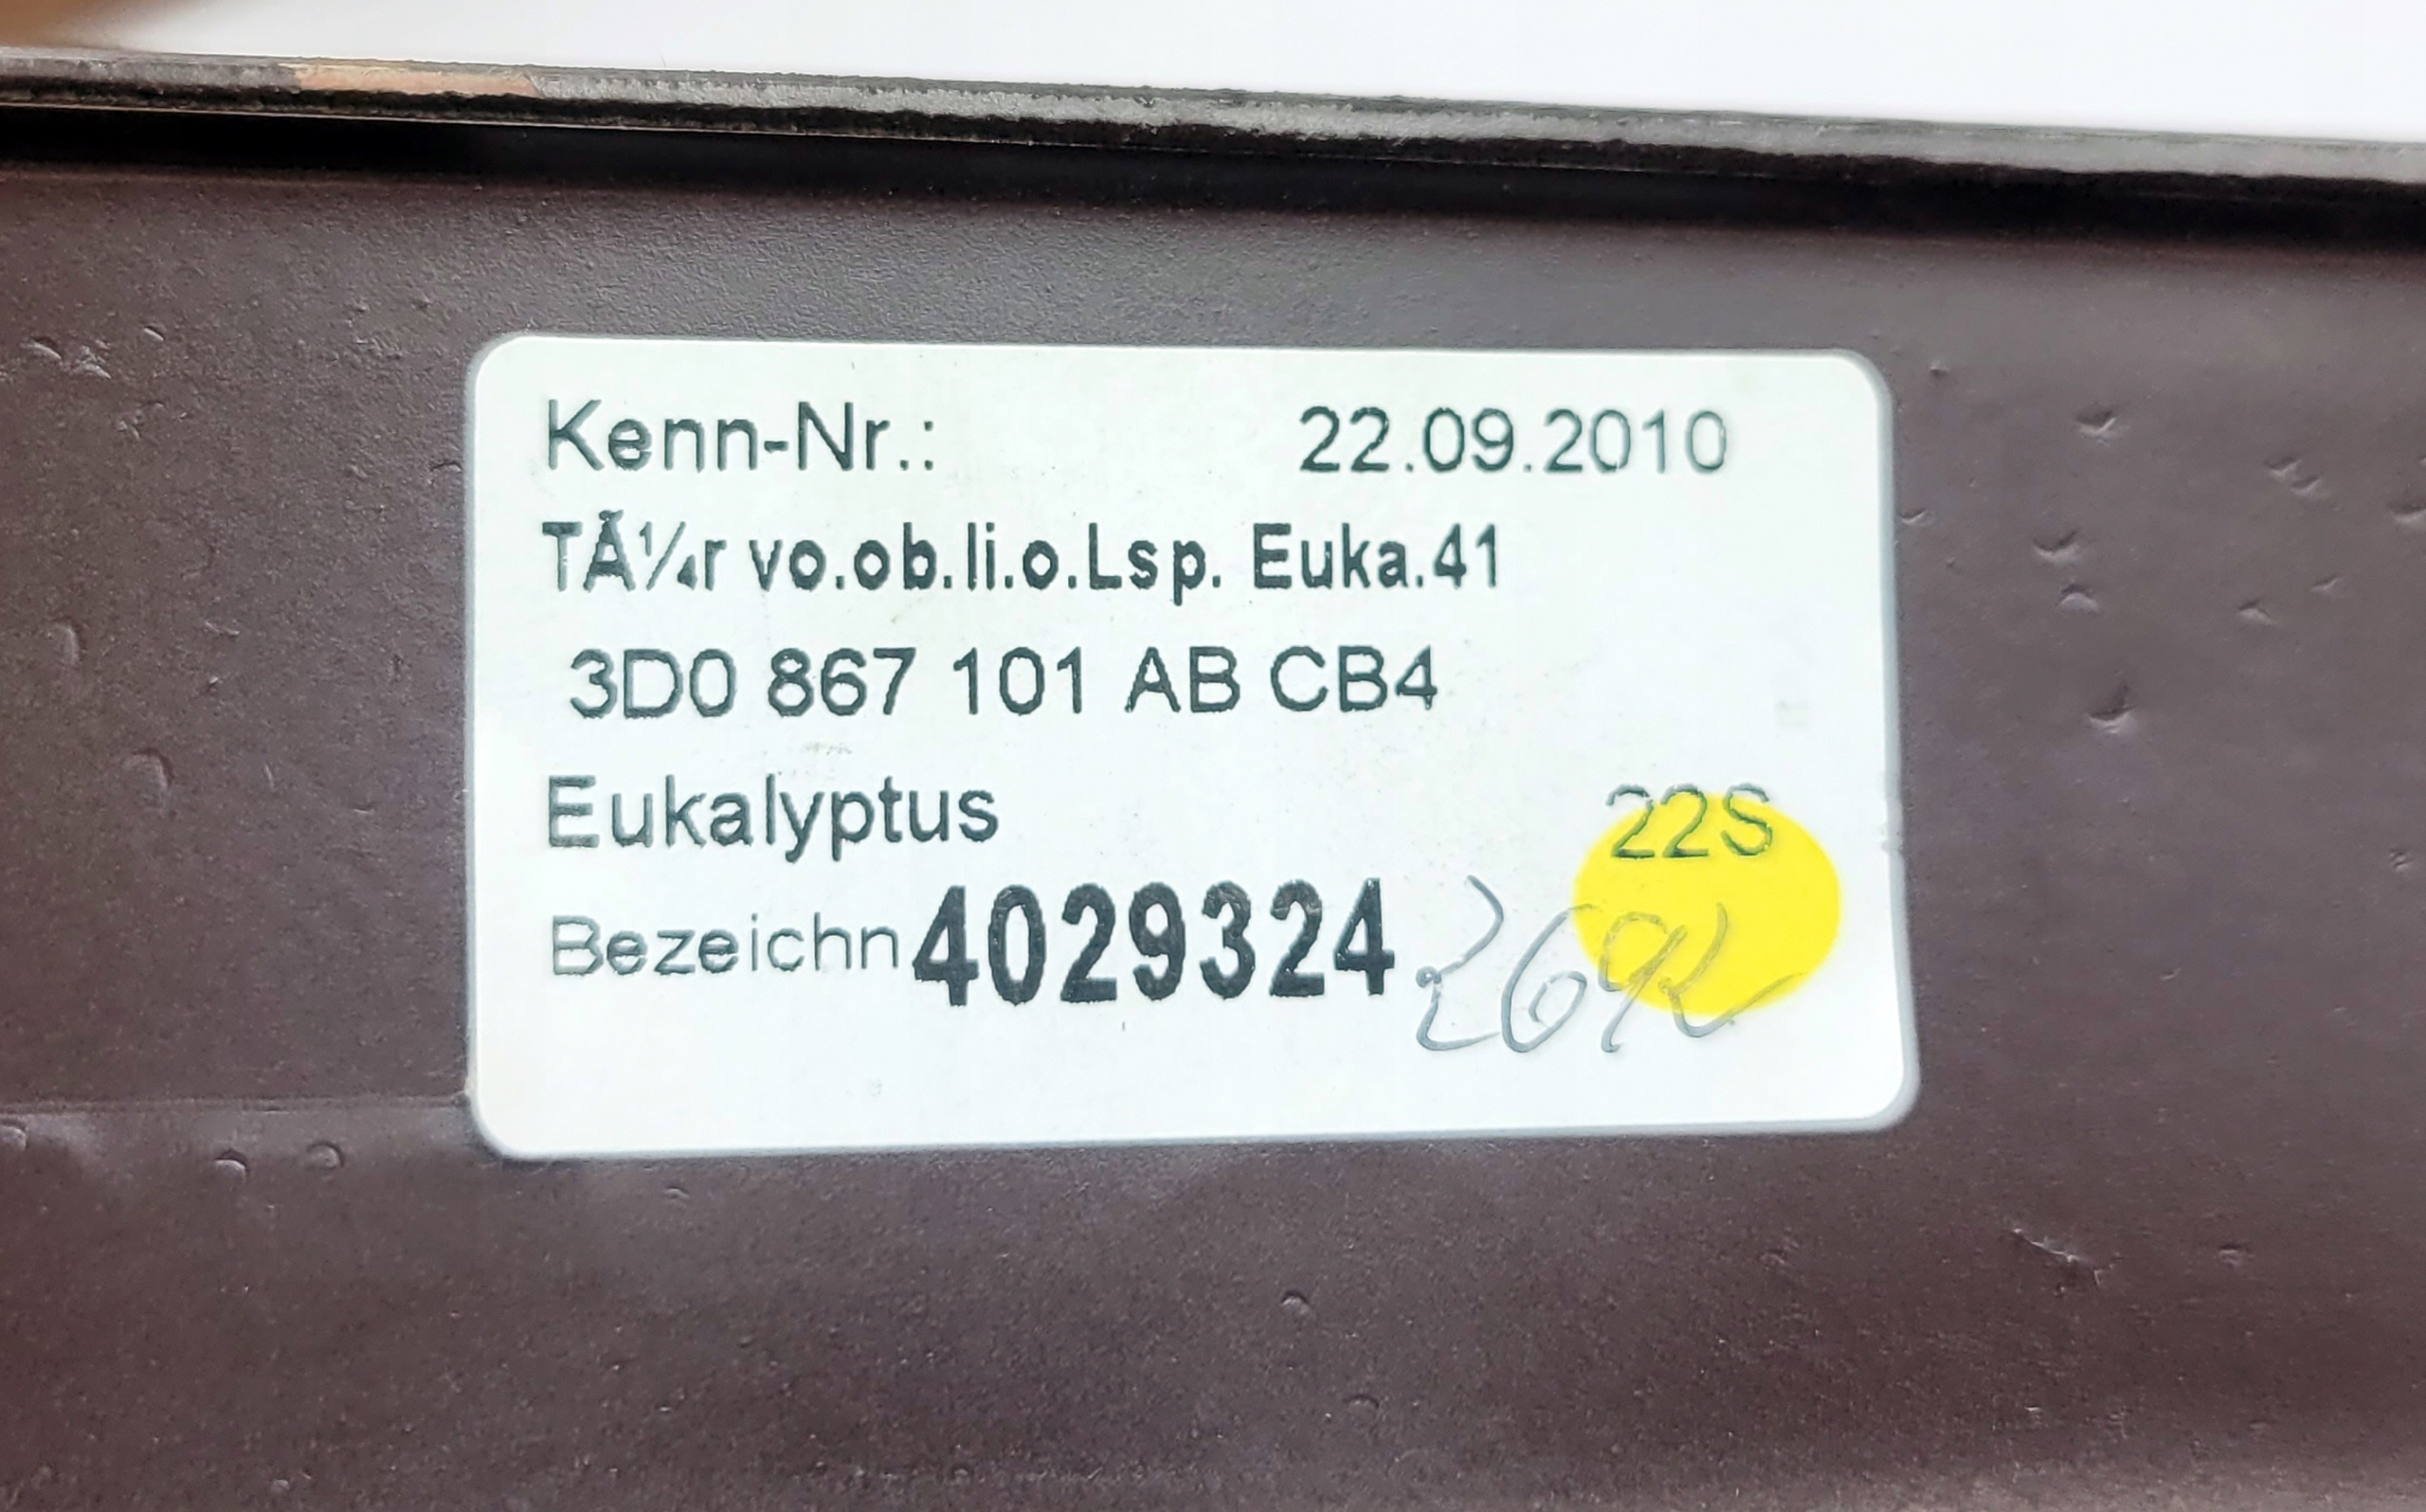 Kenn-Nr.: 22.09.2010
TÃ¼r vo.ob.li.o.Lsp. Euka.41
3D0 867 101 AB CB4
Eukalyptus 22S
Bezeichn 4029324 2692